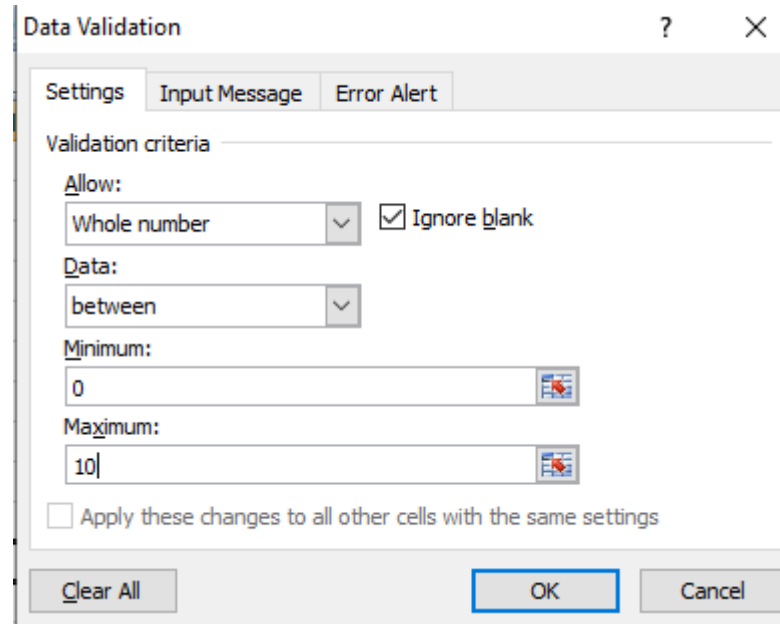 Data Validation ? X
Settings Input Message Error Alert
Validation criteria
Allow:
Whole number Ignore blank
Data:
between
Minimum:
0
Maximum:
10
Apply these changes to all other cells with the same settings
Clear All OK Cancel